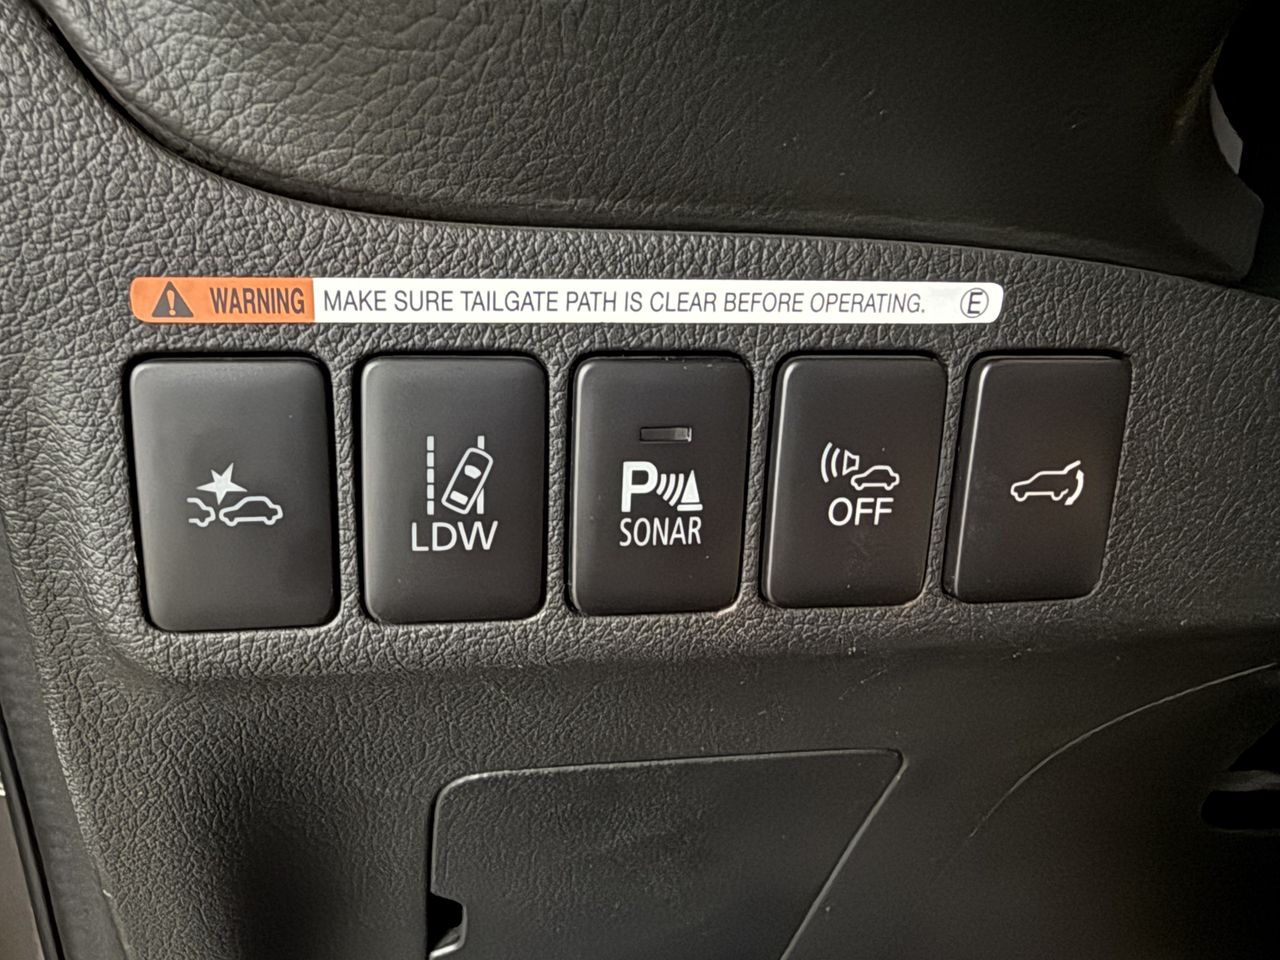 WARNING MAKE SURE TAILGATE PATH IS CLEAR BEFORE OPERATING. E
LDW
P
SONAR
OFF